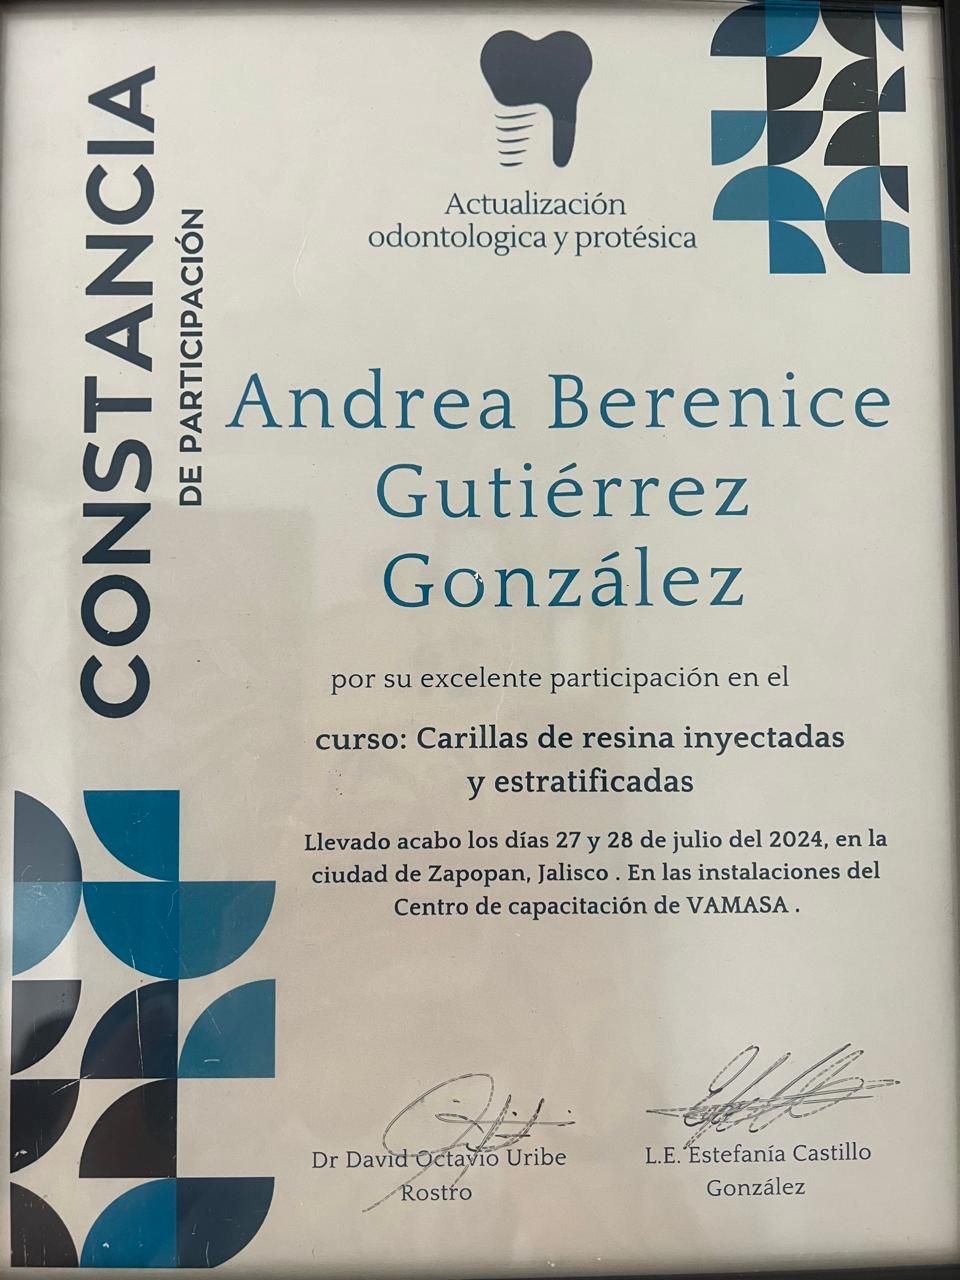 CONSTANCIA
DE PARTICIPACIÓN
Actualización
odontologica y protésica
Andrea Berenice
Gutiérrez
González
por su excelente participación en el
curso: Carillas de resina inyectadas
y estratificadas
Llevado acabo los días 27 y 28 de julio del 2024, en la
ciudad de Zapopan, Jalisco . En las instalaciones del
Centro de capacitación de VAMASA .
Dr David Octavio Uribe
Rostro
L.E. Estefanía Castillo
González